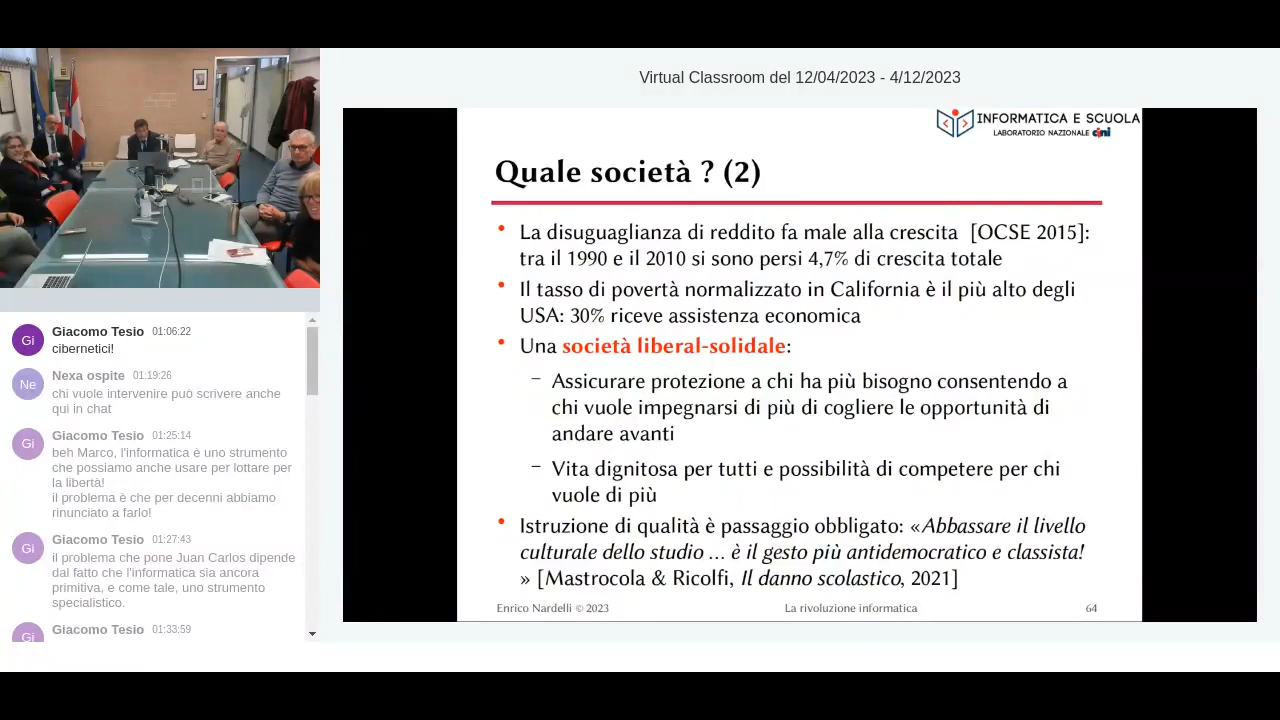 Virtual Classroom del 12/04/2023 - 4/12/2023
INFORMATICA E SCUOLA
LABORATORIO NAZIONALE cini
Quale società ? (2)
• La disuguaglianza di reddito fa male alla crescita [OCSE 2015]:
tra il 1990 e il 2010 si sono persi 4,7% di crescita totale
• Il tasso di povertà normalizzato in California è il più alto degli
USA: 30% riceve assistenza economica
• Una società liberal-solidale:
– Assicurare protezione a chi ha più bisogno consentendo a
chi vuole impegnarsi di più di cogliere le opportunità di
andare avanti
– Vita dignitosa per tutti e possibilità di competere per chi
vuole di più
• Istruzione di qualità è passaggio obbligato: «Abbassare il livello
culturale dello studio … è il gesto più antidemocratico e classista!
» [Mastrocola & Ricolfi, Il danno scolastico, 2021]
Enrico Nardelli © 2023
La rivoluzione informatica
64
Gi
Giacomo Tesio 01:06:22
cibernetici!
Ne
Nexa ospite 01:19:26
chi vuole intervenire può scrivere anche
qui in chat
Gi
Giacomo Tesio 01:25:14
beh Marco, l'informatica è uno strumento
che possiamo anche usare per lottare per
la libertà!
il problema è che per decenni abbiamo
rinunciato a farlo!
Gi
Giacomo Tesio 01:27:43
il problema che pone Juan Carlos dipende
dal fatto che l'informatica sia ancora
primitiva, e come tale, uno strumento
specialistico.
Gi
Giacomo Tesio 01:33:59